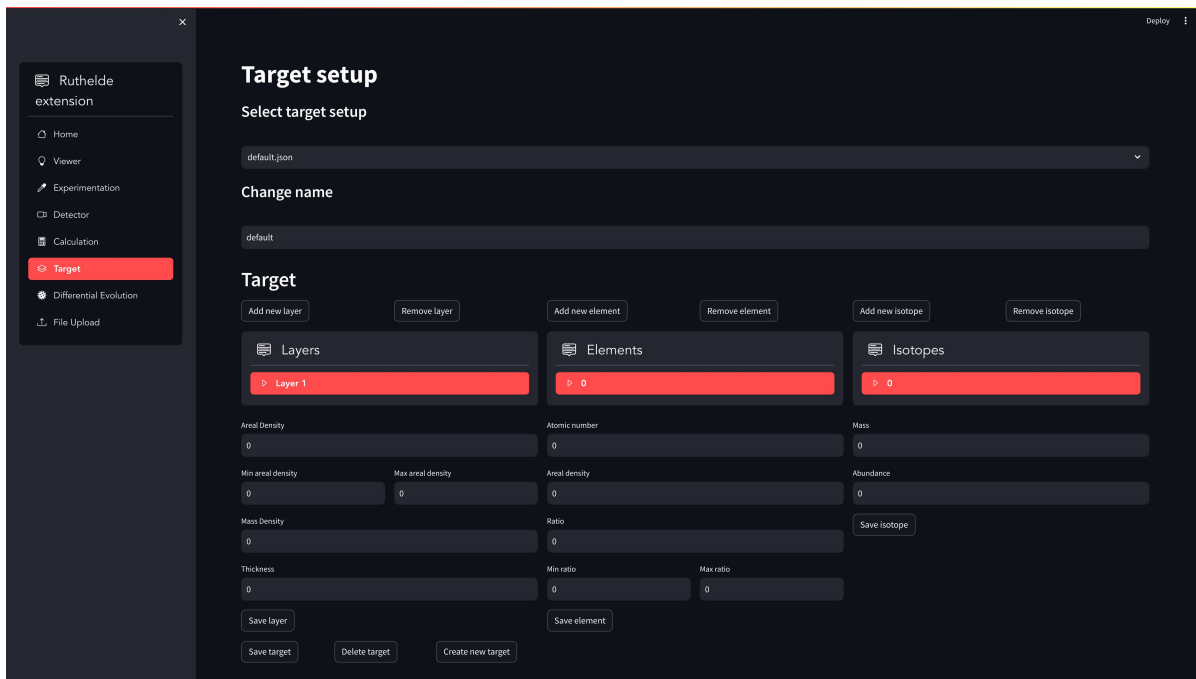 Deploy
Ruthelde
extension
Home
Viewer
Experimentation
Detector
Calculation
Target
Differential Evolution
File Upload
Target setup
Select target setup
default.json
Change name
default
Target
Add new layer
Remove layer
Add new element
Remove element
Add new isotope
Remove isotope
Layers
Layer 1
Elements
0
Isotopes
0
Areal Density
0
Min areal density
Max areal density
0
0
Mass Density
0
Thickness
0
Save layer
Atomic number
0
Areal density
0
Ratio
0
Min ratio
Max ratio
0
0
Save element
Mass
0
Abundance
0
Save isotope
Save target
Delete target
Create new target